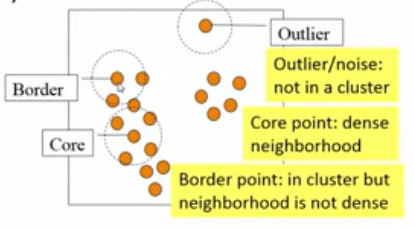 Outlier
Outlier/noise:
not in a cluster
Border
Core point: dense
neighborhood
Core
Border point: in cluster but
neighborhood is not dense